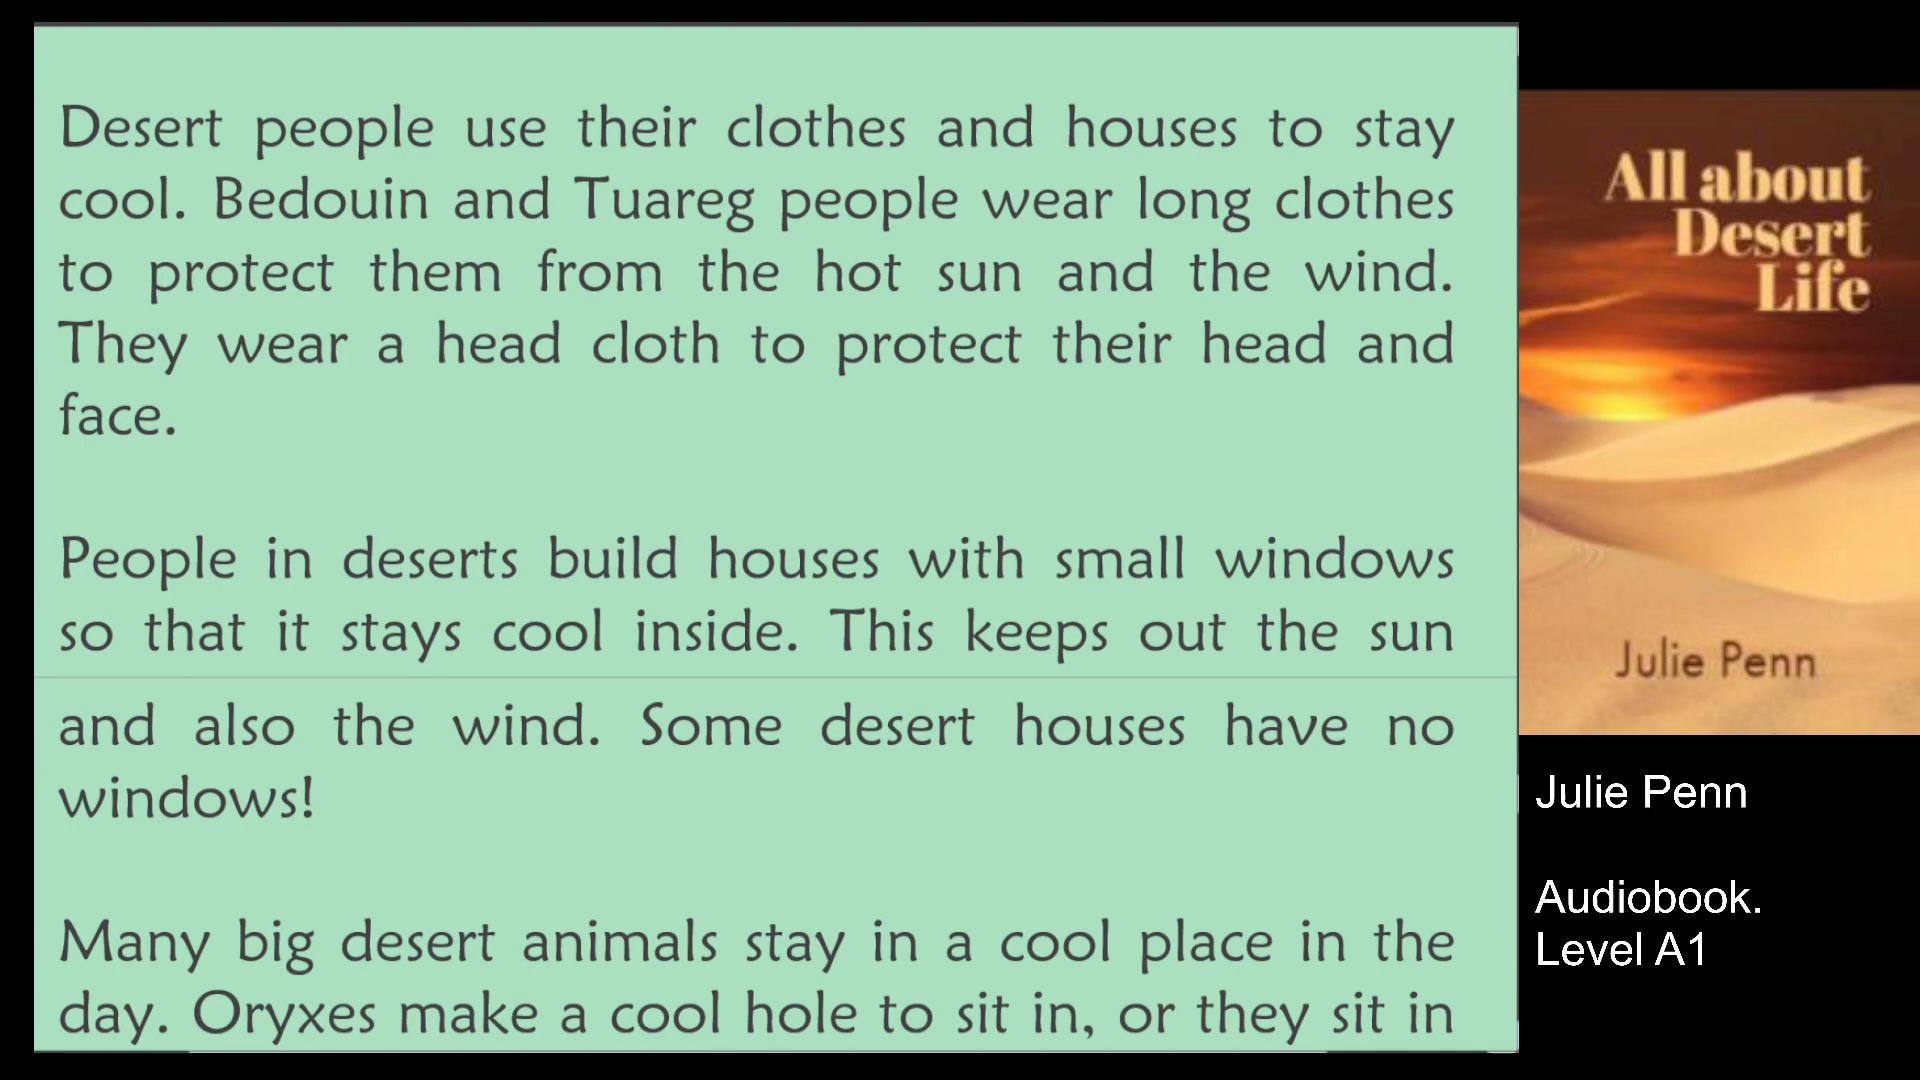 Desert people use their clothes and houses to stay
cool. Bedouin and Tuareg people wear long clothes
to protect them from the hot sun and the wind.
They wear a head cloth to protect their head and
face.
People in deserts build houses with small windows
so that it stays cool inside. This keeps out the sun
and also the wind. Some desert houses have no
windows!
Many big desert animals stay in a cool place in the
day. Oryxes make a cool hole to sit in, or they sit in
All about
Desert
Life
Julie Penn
Julie Penn
Audiobook.
Level A1